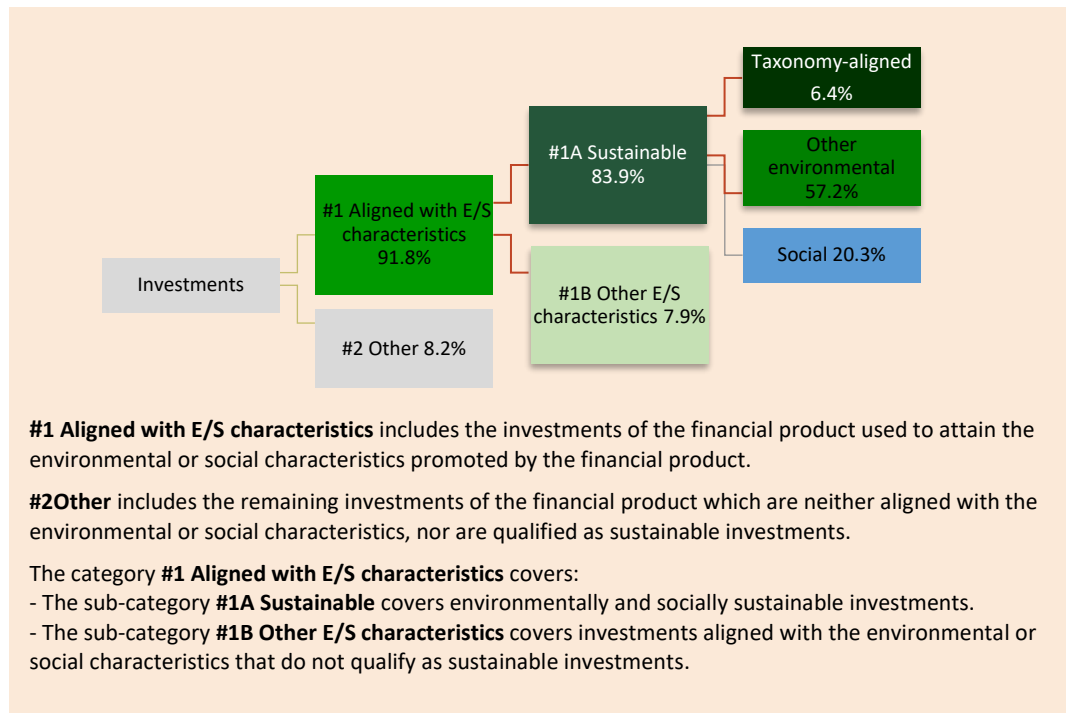 Taxonomy-aligned
6.4%
#1A Sustainable
83.9%
Other
environmental
57.2%
#1 Aligned with E/S
characteristics
91.8%
Social 20.3%
Investments
#1B Other E/S
characteristics 7.9%
#2 Other 8.2%
#1 Aligned with E/S characteristics includes the investments of the financial product used to attain the
environmental or social characteristics promoted by the financial product.
#2Other includes the remaining investments of the financial product which are neither aligned with the
environmental or social characteristics, nor are qualified as sustainable investments.
The category #1 Aligned with E/S characteristics covers:
- The sub-category #1A Sustainable covers environmentally and socially sustainable investments.
- The sub-category #1B Other E/S characteristics covers investments aligned with the environmental or
social characteristics that do not qualify as sustainable investments.